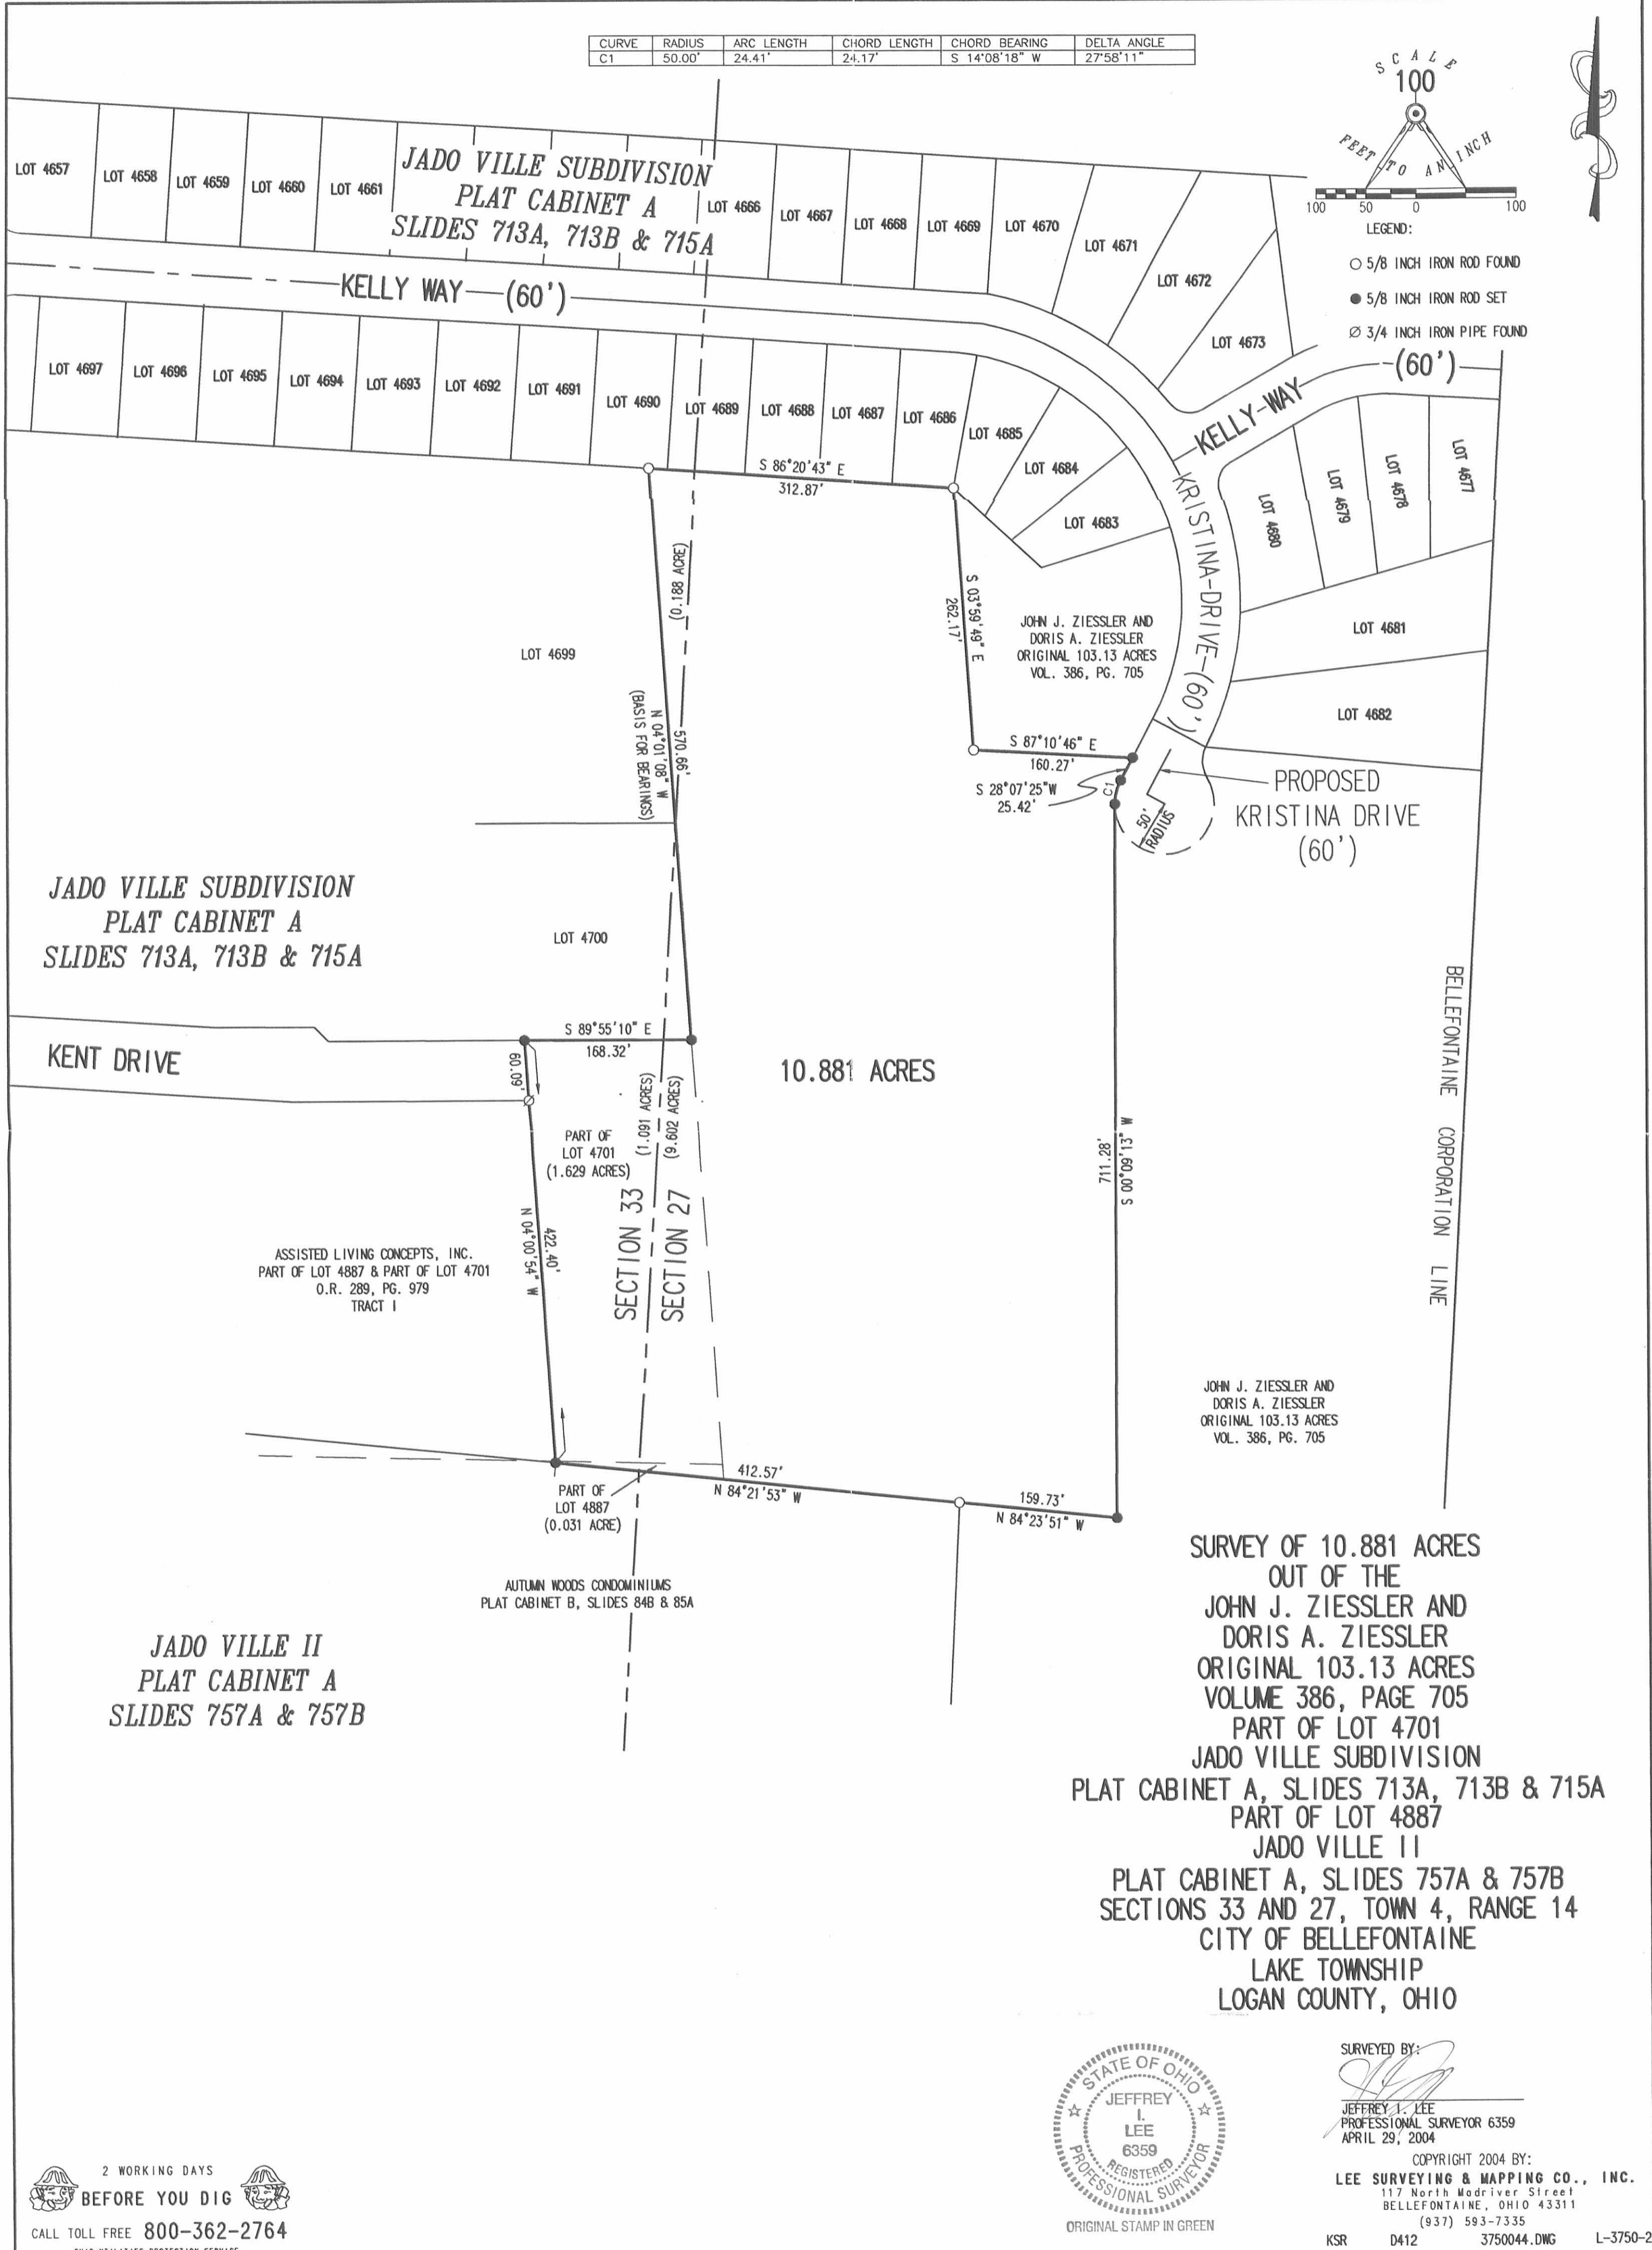 CURVE RADIUS ARC LENGTH CHORD LENGTH CHORD BEARING DELTA ANGLE
C1 50.00' 24.41' 24.17' S 14°08'18" W 27°58'11"
SCALE
100
FEET TO AN INCH
100 50 0 100
LEGEND:
5/8 INCH IRON ROD FOUND
5/8 INCH IRON ROD SET
3/4 INCH IRON PIPE FOUND
LOT 4657
LOT 4658
LOT 4659
LOT 4660
LOT 4661
JADO VILLE SUBDIVISION
PLAT CABINET A
SLIDES 713A, 713B & 715A
LOT 4666
LOT 4667
LOT 4668
LOT 4669
LOT 4670
LOT 4671
LOT 4672
LOT 4673
KELLY WAY (60')
KELLY-WAY
(60')
LOT 4697
LOT 4696
LOT 4695
LOT 4694
LOT 4693
LOT 4692
LOT 4691
LOT 4690
LOT 4689
LOT 4688
LOT 4687
LOT 4686
LOT 4685
LOT 4684
LOT 4683
LOT 4680
LOT 4679
LOT 4678
LOT 4677
LOT 4681
LOT 4682
KRISTINA-DRIVE-(60')
S 86°20'43" E
312.87'
(0.188 ACRE)
S 03°59'49" E
262.17'
JOHN J. ZIESSLER AND
DORIS A. ZIESSLER
ORIGINAL 103.13 ACRES
VOL. 386, PG. 705
LOT 4699
570.66'
N 04°01'08" W
(BASIS FOR BEARINGS)
S 87°10'46" E
160.27'
S 28°07'25"W
25.42'
C1
50'
RADIUS
PROPOSED
KRISTINA DRIVE
(60')
JADO VILLE SUBDIVISION
PLAT CABINET A
SLIDES 713A, 713B & 715A
LOT 4700
KENT DRIVE
S 89°55'10" E
168.32'
60.09'
10.881 ACRES
(1.091 ACRES)
(9.602 ACRES)
PART OF
LOT 4701
(1.629 ACRES)
SECTION 33
SECTION 27
422.40'
N 04°00'54" W
711.28'
S 00°09'13" W
BELLEFONTAINE CORPORATION LINE
ASSISTED LIVING CONCEPTS, INC.
PART OF LOT 4887 & PART OF LOT 4701
O.R. 289, PG. 979
TRACT I
JOHN J. ZIESSLER AND
DORIS A. ZIESSLER
ORIGINAL 103.13 ACRES
VOL. 386, PG. 705
412.57'
N 84°21'53" W
159.73'
N 84°23'51" W
PART OF
LOT 4887
(0.031 ACRE)
AUTUMN WOODS CONDOMINIUMS
PLAT CABINET B, SLIDES 84B & 85A
JADO VILLE II
PLAT CABINET A
SLIDES 757A & 757B
SURVEY OF 10.881 ACRES
OUT OF THE
JOHN J. ZIESSLER AND
DORIS A. ZIESSLER
ORIGINAL 103.13 ACRES
VOLUME 386, PAGE 705
PART OF LOT 4701
JADO VILLE SUBDIVISION
PLAT CABINET A, SLIDES 713A, 713B & 715A
PART OF LOT 4887
JADO VILLE II
PLAT CABINET A, SLIDES 757A & 757B
SECTIONS 33 AND 27, TOWN 4, RANGE 14
CITY OF BELLEFONTAINE
LAKE TOWNSHIP
LOGAN COUNTY, OHIO
STATE OF OHIO
JEFFREY
I.
LEE
6359
REGISTERED
PROFESSIONAL SURVEYOR
ORIGINAL STAMP IN GREEN
SURVEYED BY:
JEFFREY I. LEE
PROFESSIONAL SURVEYOR 6359
APRIL 29, 2004
COPYRIGHT 2004 BY:
LEE SURVEYING & MAPPING CO., INC.
117 North Madriver Street
BELLEFONTAINE, OHIO 43311
(937) 593-7335
KSR D412 3750044.DWG L-3750-2
2 WORKING DAYS
BEFORE YOU DIG
CALL TOLL FREE 800-362-2764